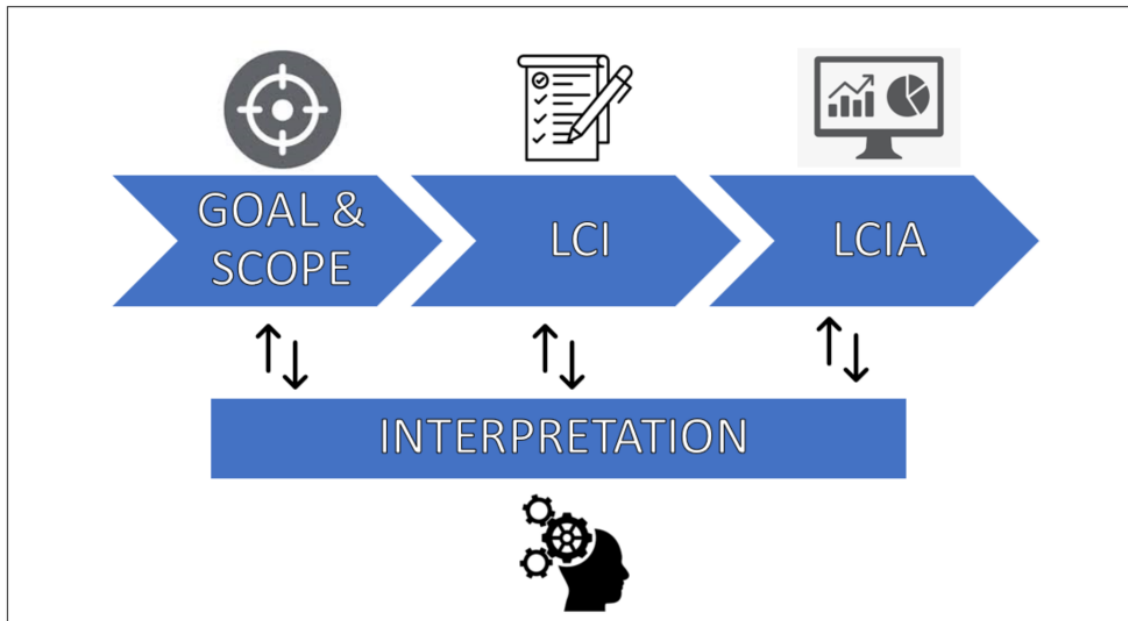 GOAL &
SCOPE
LCI
LCIA
INTERPRETATION